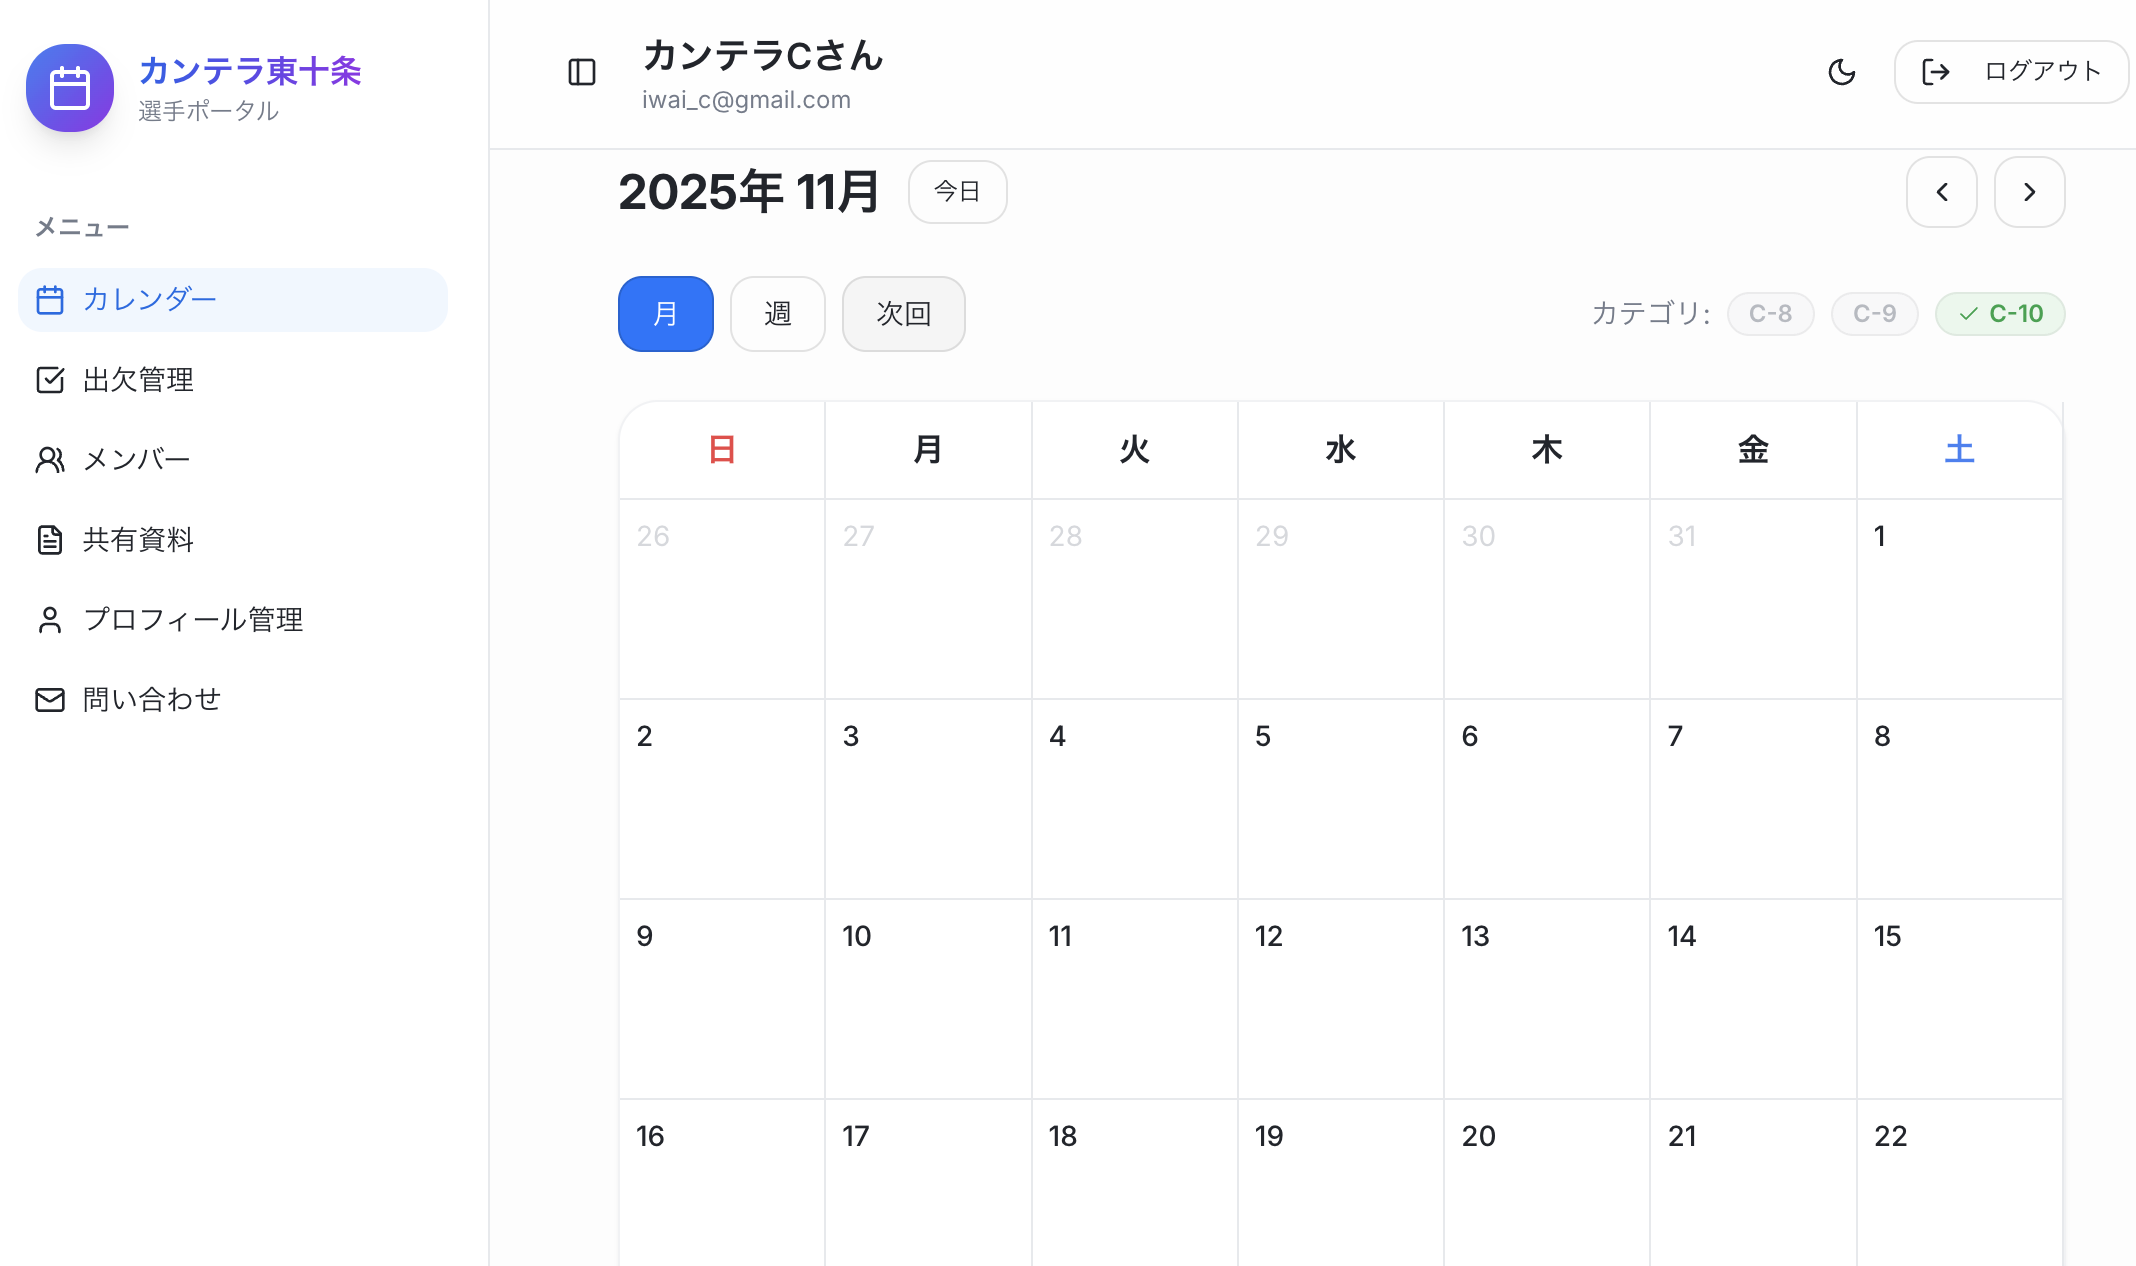 カンテラ東十条
選手ポータル
メニュー
カレンダー
出欠管理
メンバー
共有資料
プロフィール管理
問い合わせ
カンテラCさん
iwai_c@gmail.com
ログアウト
2025年 11月
今日
月
週
次回
カテゴリ:
C-8
C-9
C-10
日 月 火 水 木 金 土
26 27 28 29 30 31 1
2 3 4 5 6 7 8
9 10 11 12 13 14 15
16 17 18 19 20 21 22